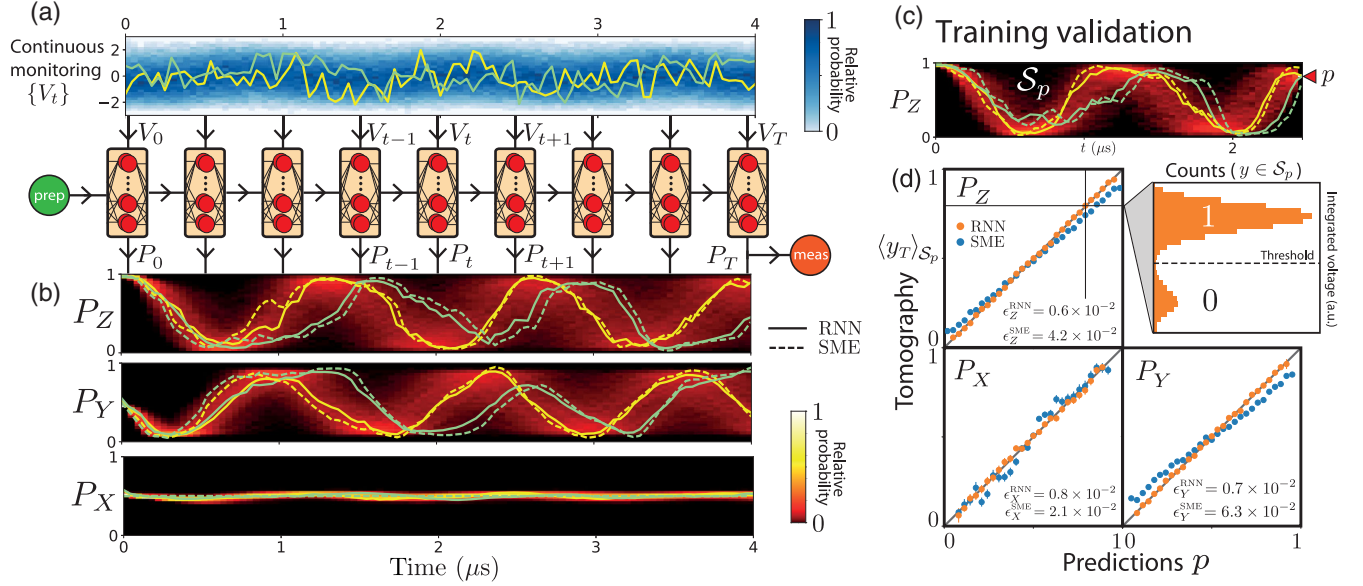 (a)
0 1 2 3 4
Continuous
monitoring
{V_t}
2
0
−2
1
0
Relative
probability
V_0 V_{t−1} V_t V_{t+1} V_T
prep
P_0 P_{t−1} P_t P_{t+1} P_T
meas
(b)
P_Z
1
0
RNN
SME
P_Y
1
0
P_X
1
0
1
0
Relative
probability
0 1 2 3 4
Time (μs)
(c) Training validation
P_Z
1
0
S_p
p
0 t (μs) 2
(d)
1
0
P_Z
RNN
SME
⟨y_T⟩_{S_p}
ϵ_Z^{RNN} = 0.6 × 10^{−2}
ϵ_Z^{SME} = 4.2 × 10^{−2}
Counts (y ∈ S_p)
1
Threshold
0
Integrated voltage (a.u.)
Tomography
1
0
P_X
ϵ_X^{RNN} = 0.8 × 10^{−2}
ϵ_X^{SME} = 2.1 × 10^{−2}
P_Y
ϵ_Y^{RNN} = 0.7 × 10^{−2}
ϵ_Y^{SME} = 6.3 × 10^{−2}
0 1 0 1
Predictions p